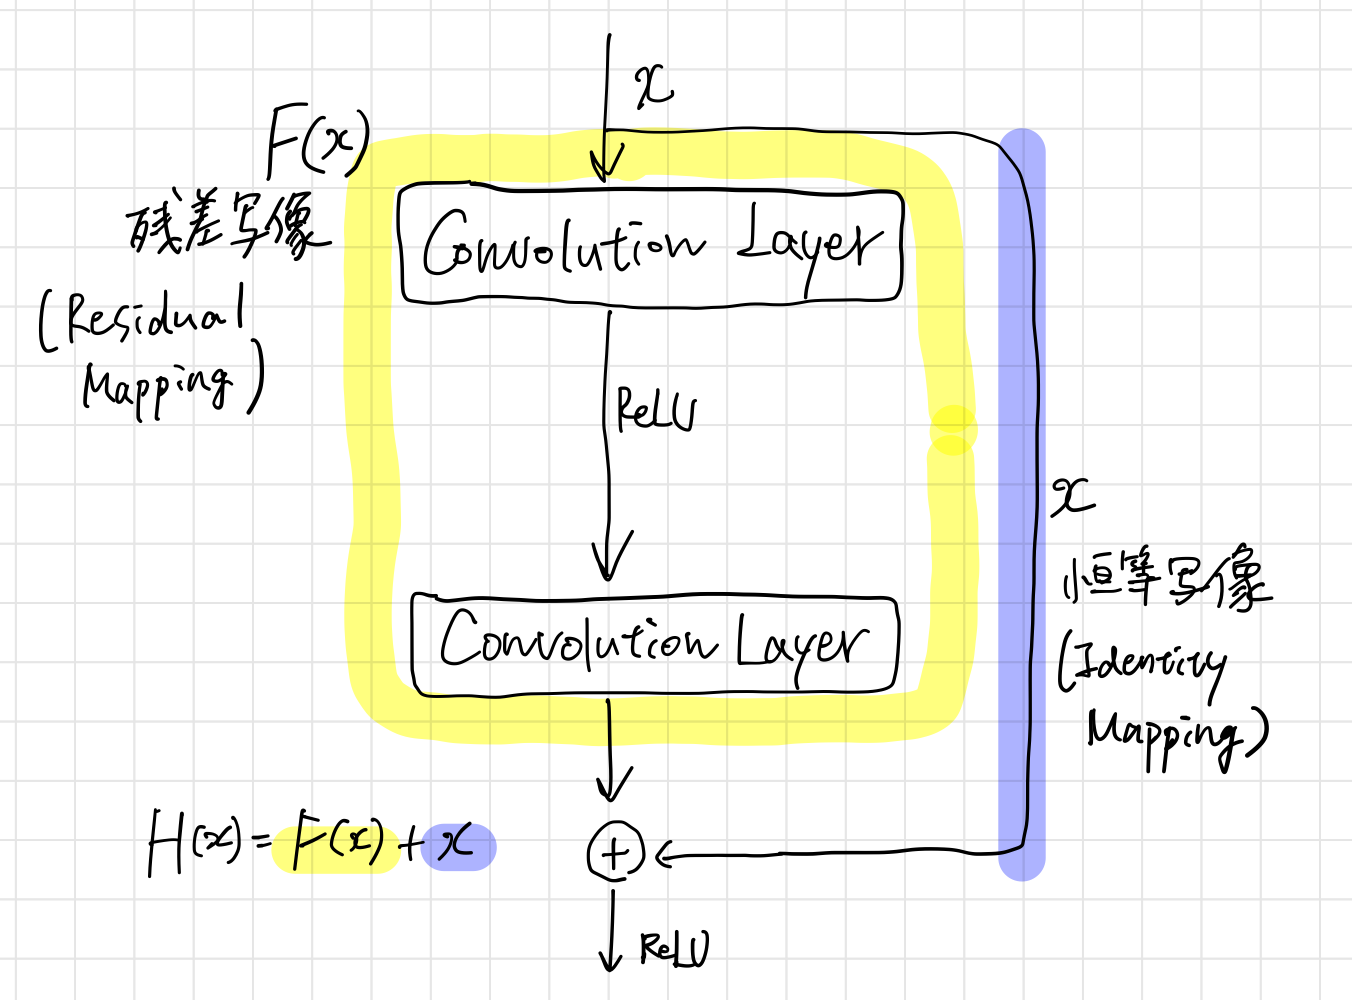 x
F(x)
残差写像
(Residual
Mapping)
Convolution Layer
ReLU
x
恒等写像
(Identity
Mapping)
Convolution Layer
H(x) = F(x) + x
+
ReLU